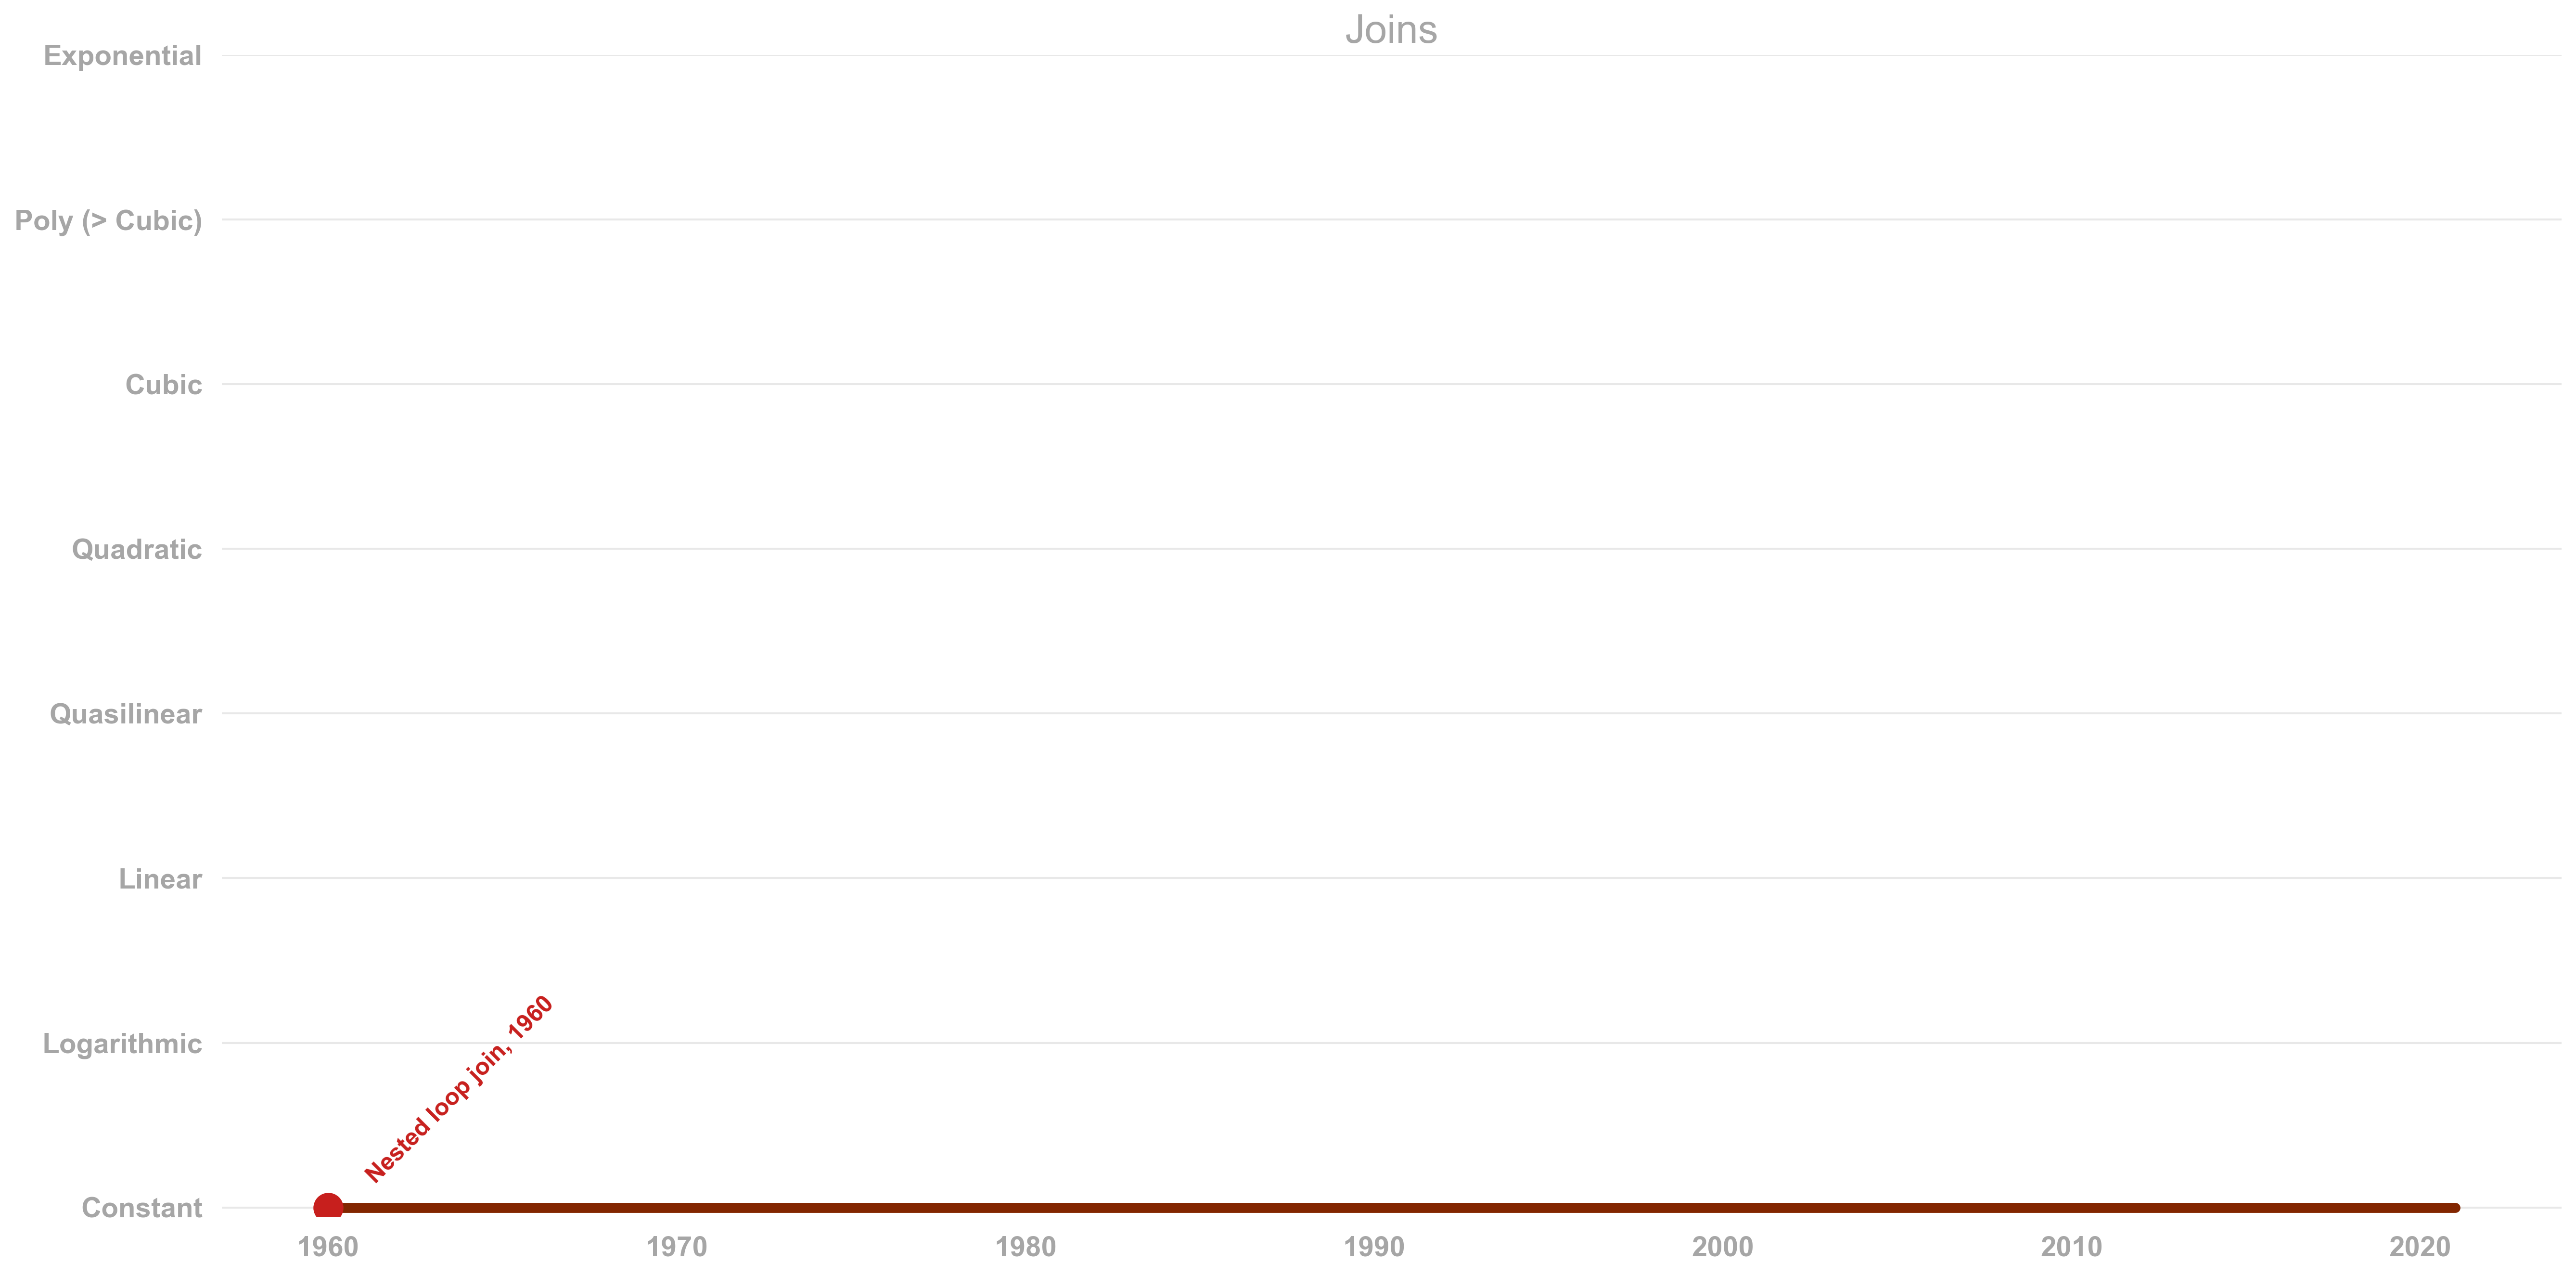 Joins
Exponential
Poly (> Cubic)
Cubic
Quadratic
Quasilinear
Linear
Logarithmic
Nested loop join, 1960
Constant
1960 1970 1980 1990 2000 2010 2020